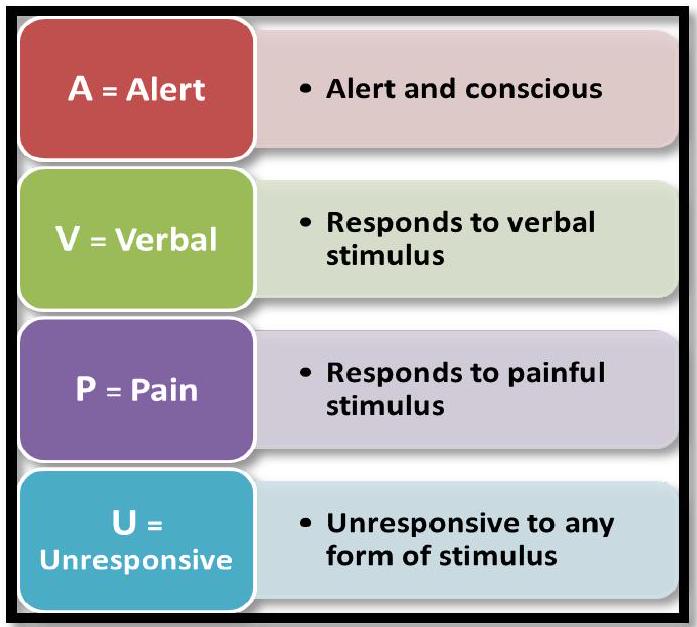 A = Alert
• Alert and conscious
V = Verbal
• Responds to verbal
stimulus
P = Pain
• Responds to painful
stimulus
U =
Unresponsive
• Unresponsive to any
form of stimulus